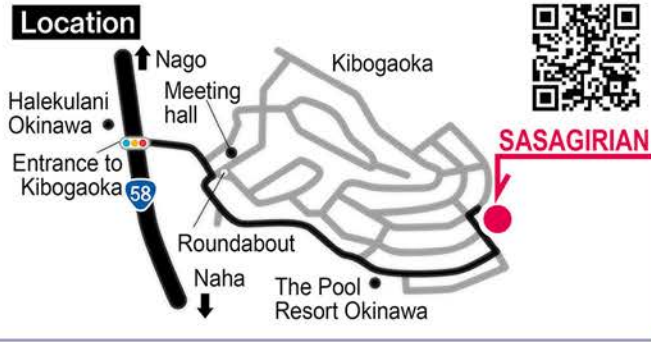 Location
Nago
Kibogaoka
Meeting
hall
Halekulani
Okinawa
SASAGIRIAN
Entrance to
Kibogaoka
58
Roundabout
Naha
The Pool
Resort Okinawa